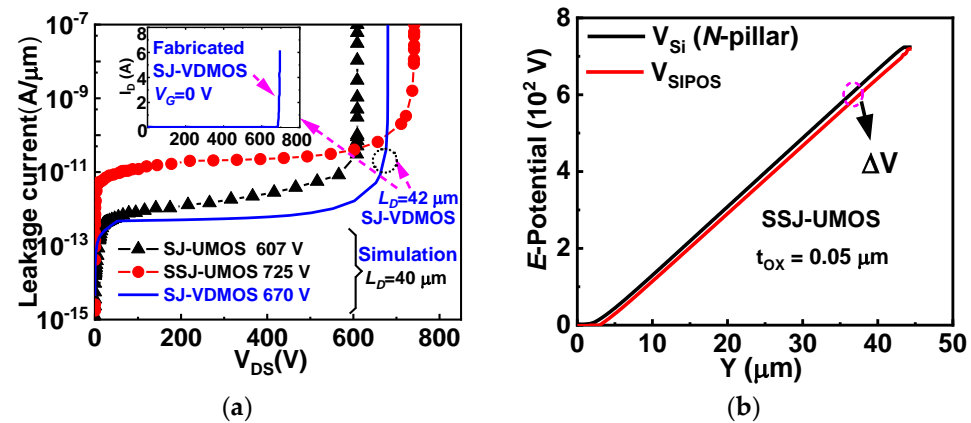 10⁻⁷
10⁻⁹
10⁻¹¹
10⁻¹³
10⁻¹⁵
Leakage current(A/μm)
8
6
4
2
0
I_D (A)
Fabricated
SJ-VDMOS
V_G=0 V
200 400 600 800
L_D=42 μm
SJ-VDMOS
SJ-UMOS 607 V
SSJ-UMOS 725 V
SJ-VDMOS 670 V
Simulation
L_D=40 μm
0 200 400 600 800
V_DS(V)
(a)
8
6
4
2
0
E-Potential (10² V)
V_Si (N-pillar)
V_SIPOS
ΔV
SSJ-UMOS
t_OX = 0.05 μm
0 10 20 30 40 50
Y (μm)
(b)